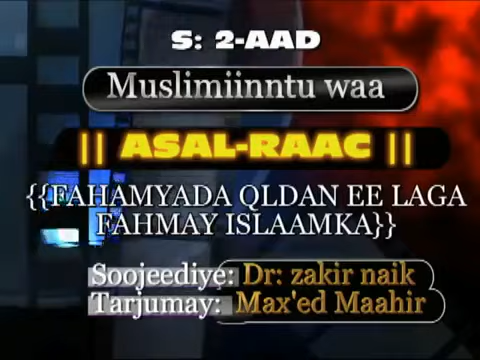 S: 2-AAD
Muslimiinntu waa
|| ASAL-RAAC ||
{{FAHAMYADA QLDAN EE LAGA
FAHMAY ISLAAMKA}}
Soojeediye: Dr: zakir naik
Tarjumay: Max'ed Maahir